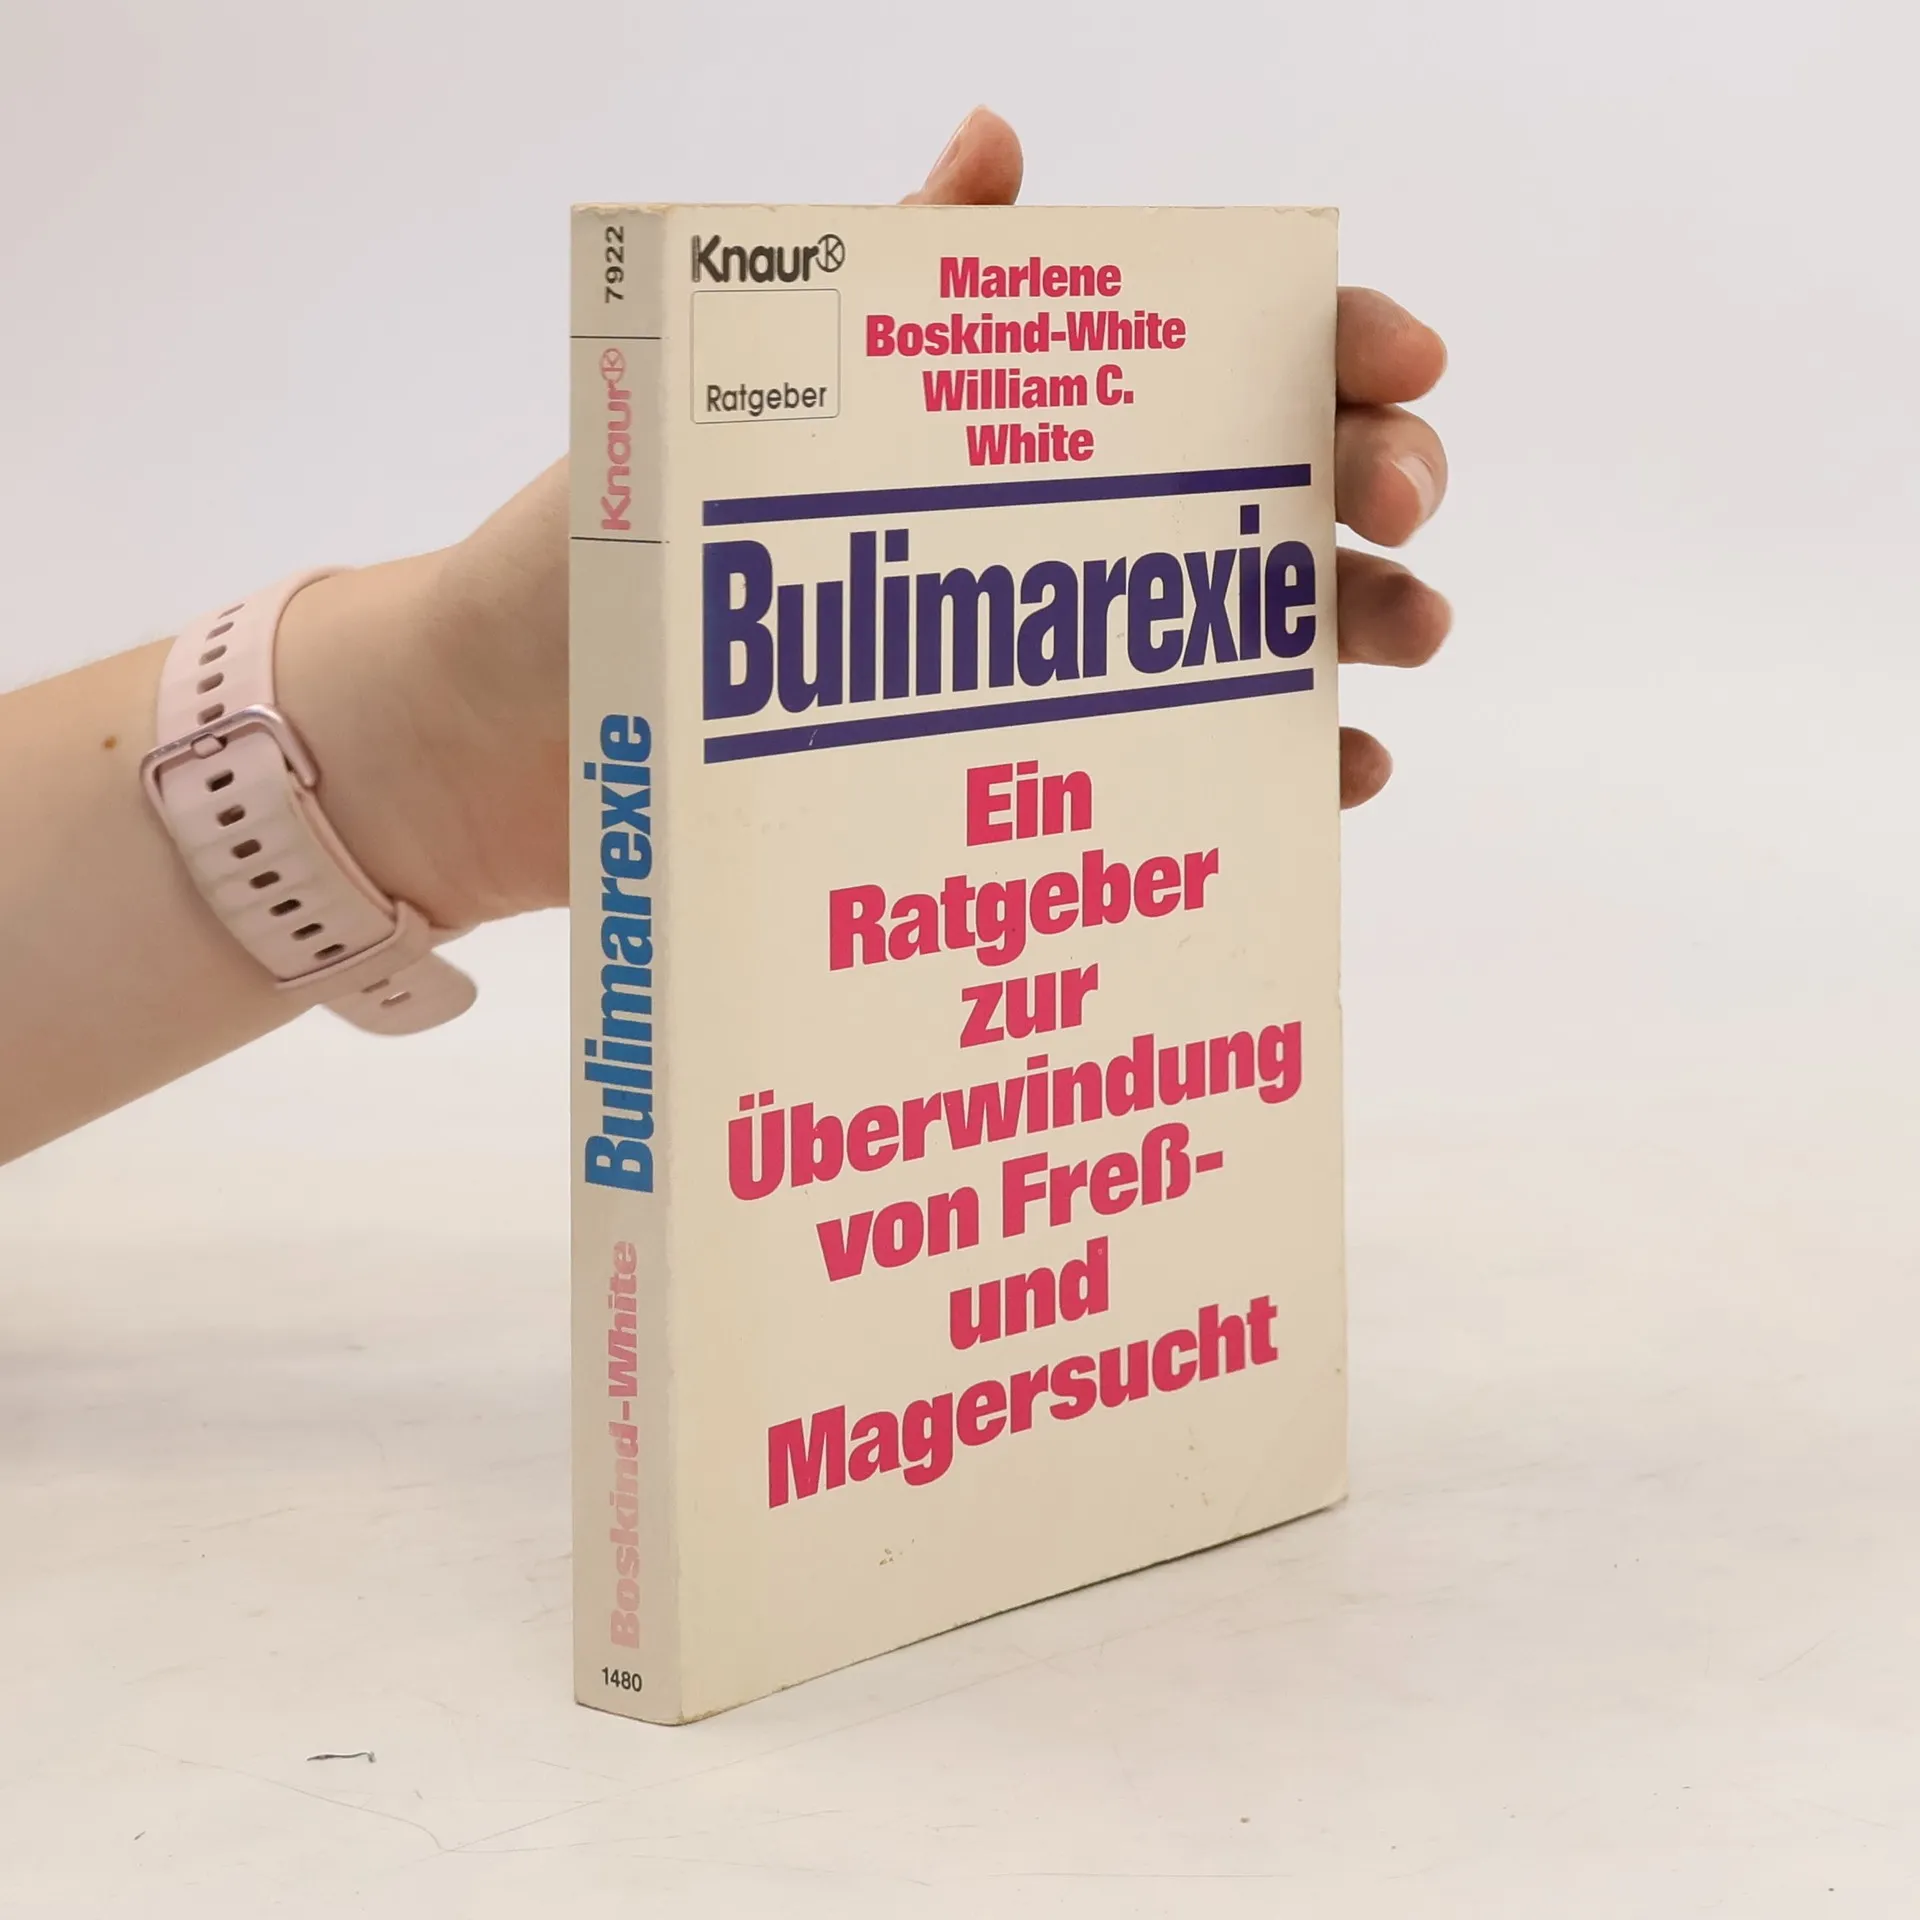 7922
Knaur
Bulimarexie
Boskind-White
1480
Knaur
Ratgeber
Marlene
Boskind-White
William C.
White
Bulimarexie
Ein
Ratgeber
zur
Überwindung
von Freß-
und
Magersucht